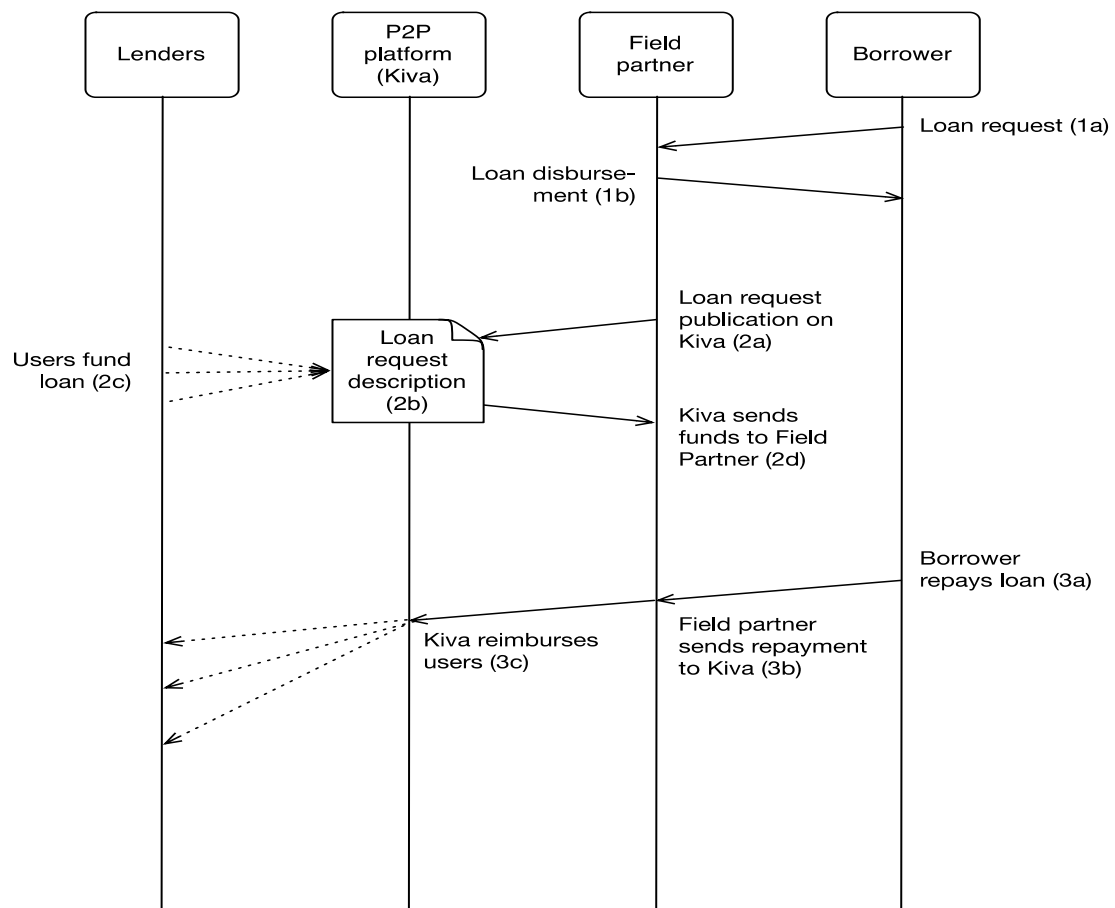 Lenders
P2P
platform
(Kiva)
Field
partner
Borrower
Loan request (1a)
Loan disburse-
ment (1b)
Loan request
publication on
Kiva (2a)
Loan
request
description
(2b)
Users fund
loan (2c)
Kiva sends
funds to Field
Partner (2d)
Borrower
repays loan (3a)
Field partner
sends repayment
to Kiva (3b)
Kiva reimburses
users (3c)